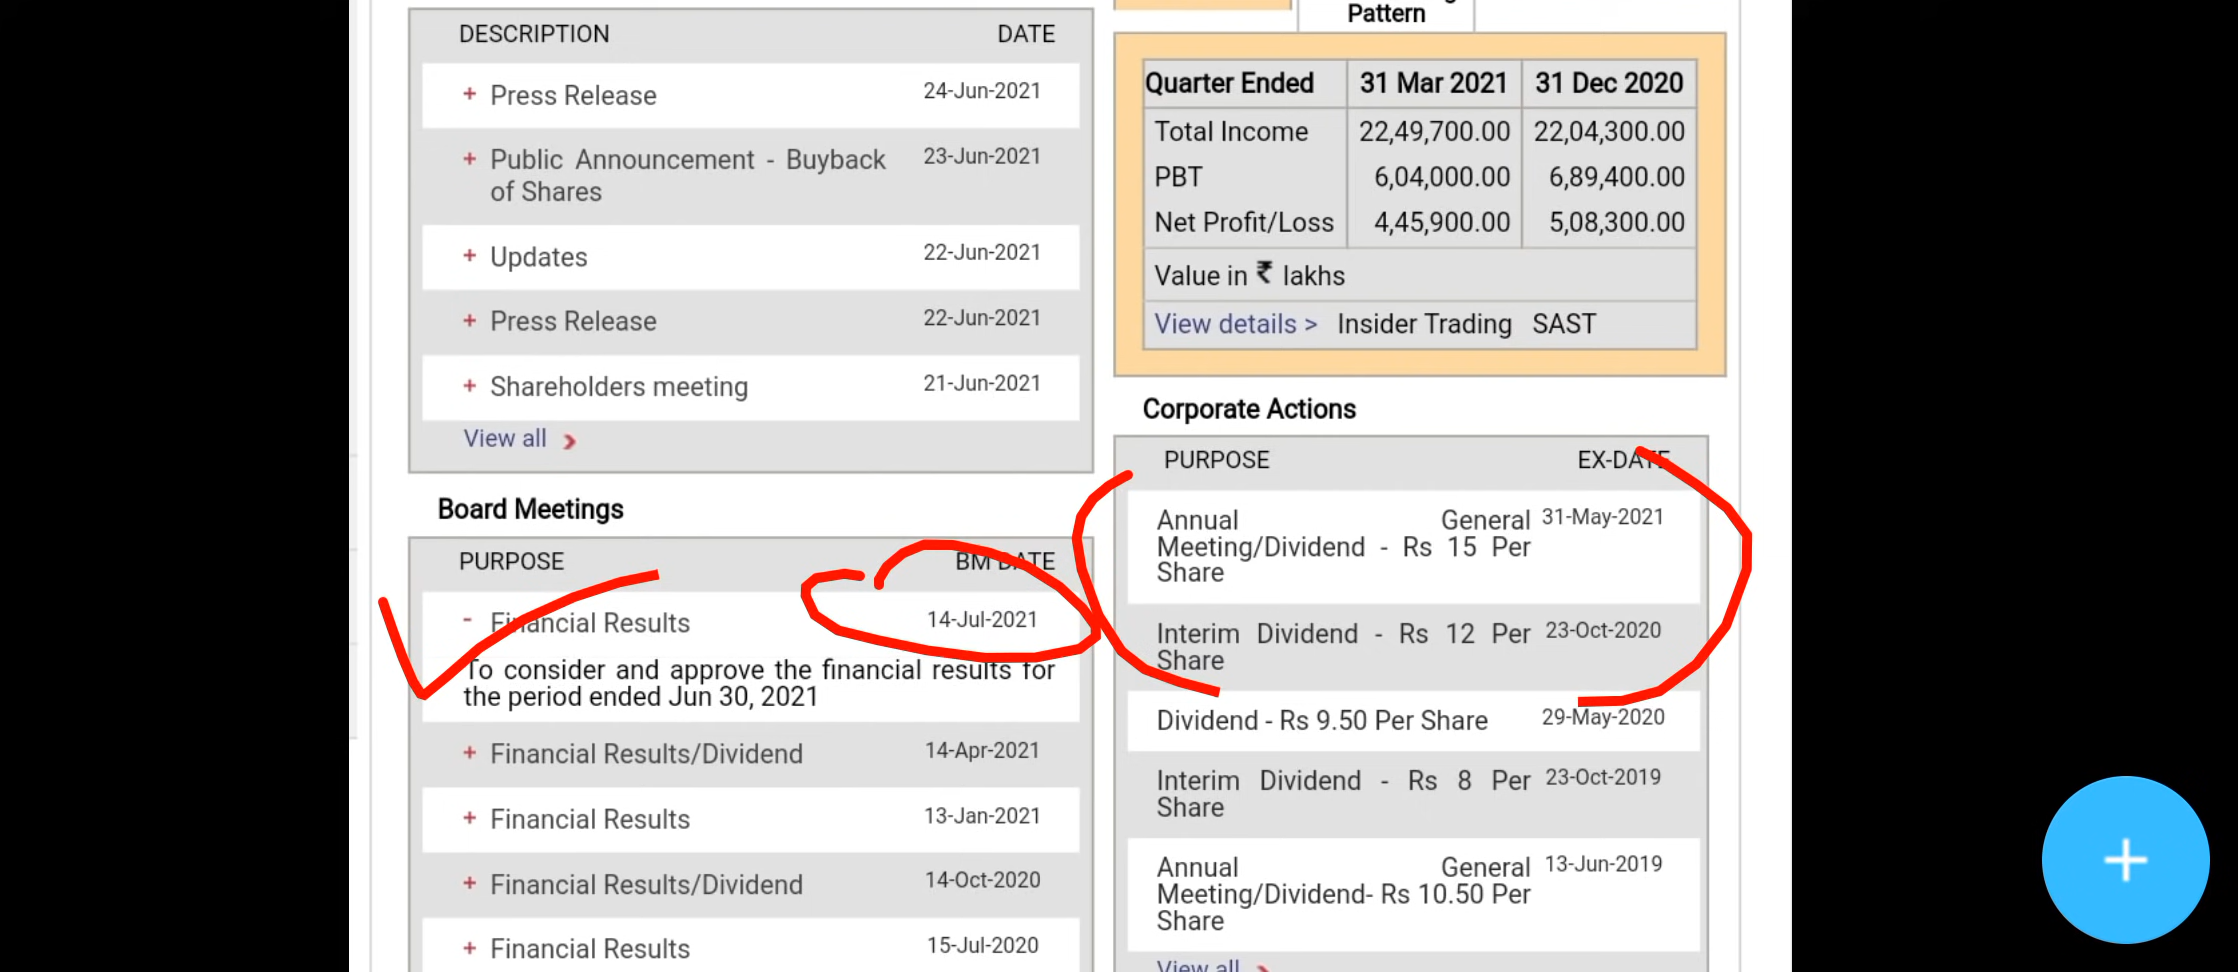 DESCRIPTION DATE
+ Press Release 24-Jun-2021
+ Public Announcement - Buyback 23-Jun-2021
of Shares
+ Updates 22-Jun-2021
+ Press Release 22-Jun-2021
+ Shareholders meeting 21-Jun-2021
View all
Board Meetings
PURPOSE BM DATE
- Financial Results 14-Jul-2021
To consider and approve the financial results for
the period ended Jun 30, 2021
+ Financial Results/Dividend 14-Apr-2021
+ Financial Results 13-Jan-2021
+ Financial Results/Dividend 14-Oct-2020
+ Financial Results 15-Jul-2020
Pattern
Quarter Ended 31 Mar 2021 31 Dec 2020
Total Income 22,49,700.00 22,04,300.00
PBT 6,04,000.00 6,89,400.00
Net Profit/Loss 4,45,900.00 5,08,300.00
Value in ₹ lakhs
View details > Insider Trading SAST
Corporate Actions
PURPOSE EX-DATE
Annual General 31-May-2021
Meeting/Dividend - Rs 15 Per
Share
Interim Dividend - Rs 12 Per 23-Oct-2020
Share
Dividend - Rs 9.50 Per Share 29-May-2020
Interim Dividend - Rs 8 Per 23-Oct-2019
Share
Annual General 13-Jun-2019
Meeting/Dividend- Rs 10.50 Per
Share
View all
+